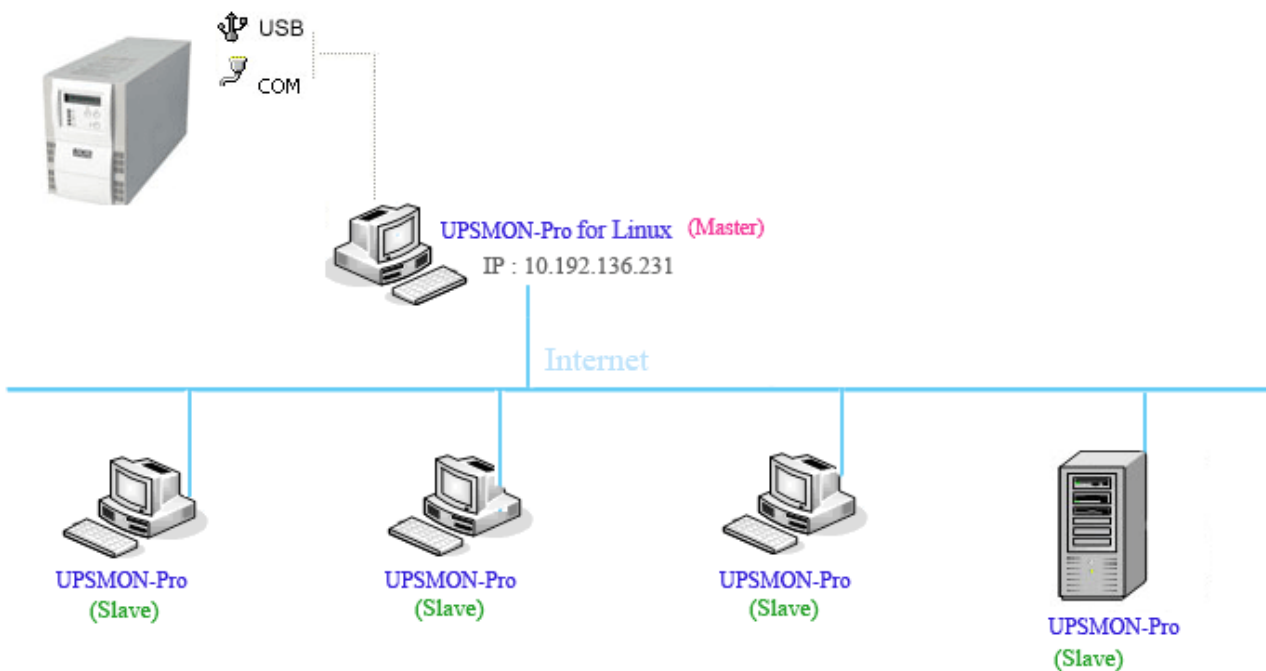 USB
COM
UPSMON-Pro for Linux (Master)
IP : 10.192.136.231
Internet
UPSMON-Pro
(Slave)
UPSMON-Pro
(Slave)
UPSMON-Pro
(Slave)
UPSMON-Pro
(Slave)